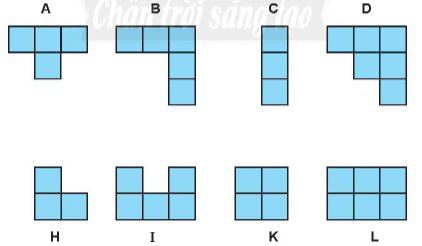 A B C D
Chân trời sáng tạo
H I K L